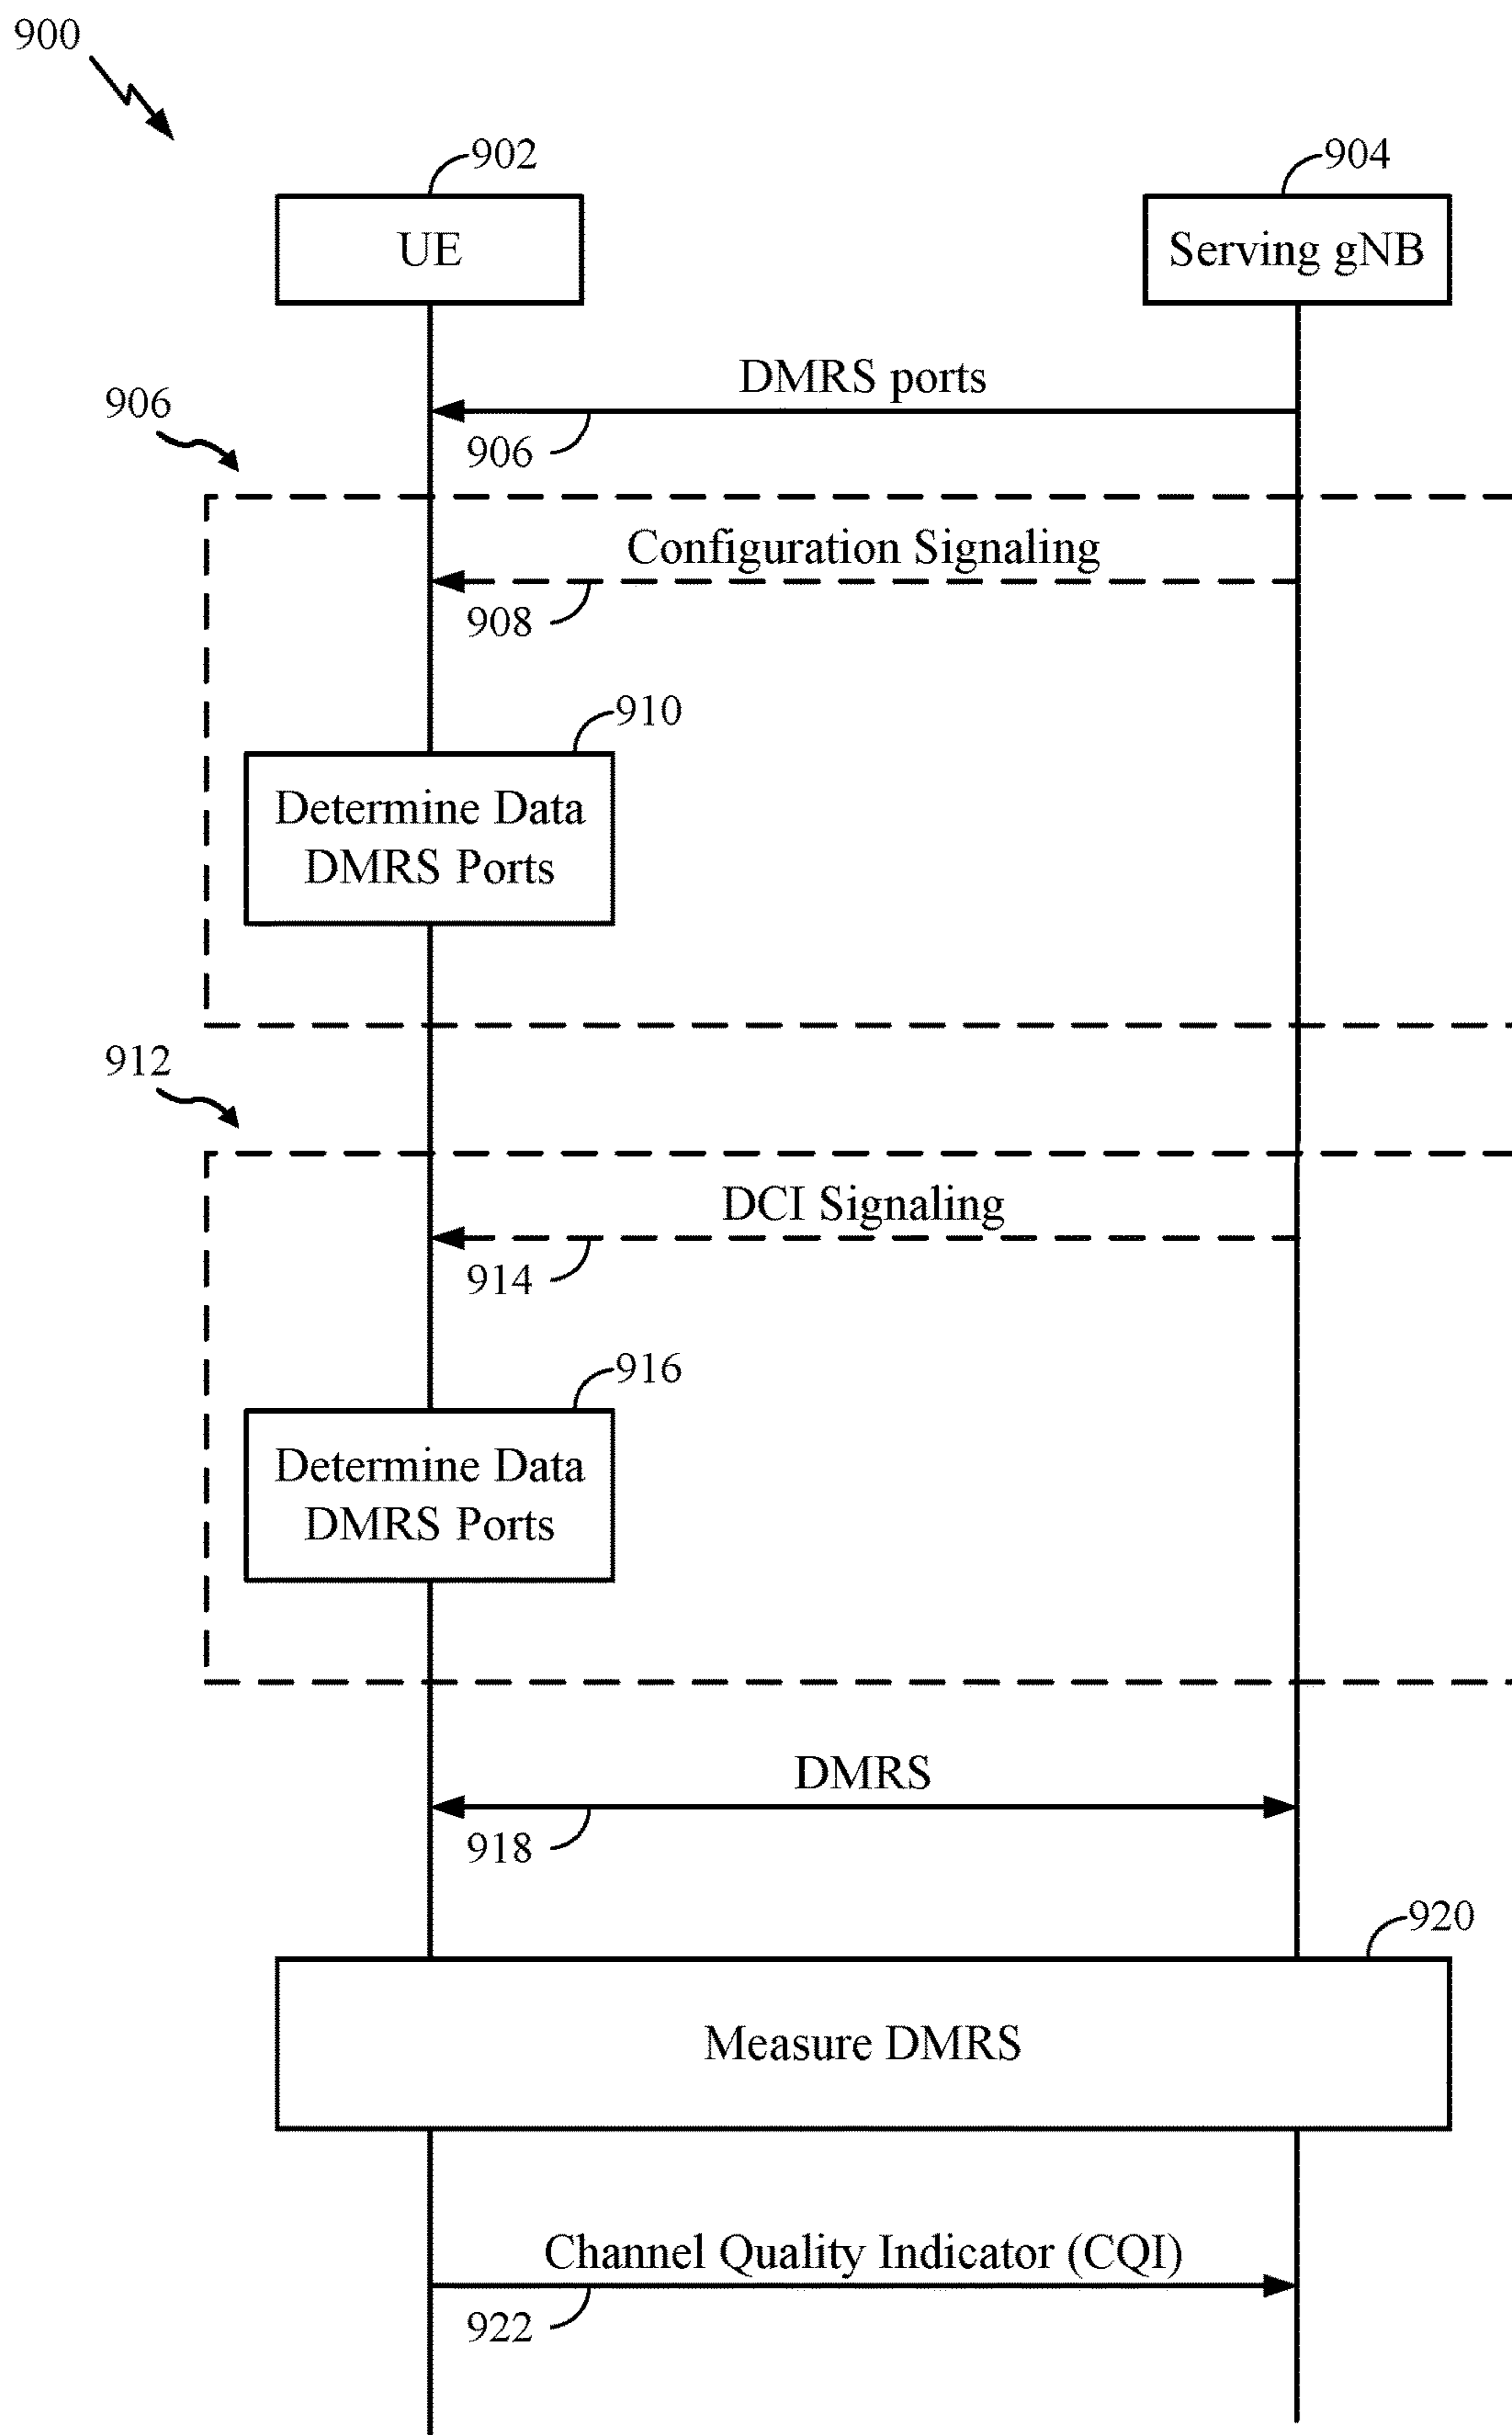 900
902
904
UE
Serving gNB
DMRS ports
906
906
Configuration Signaling
908
910
Determine Data
DMRS Ports
912
DCI Signaling
914
916
Determine Data
DMRS Ports
DMRS
918
920
Measure DMRS
Channel Quality Indicator (CQI)
922